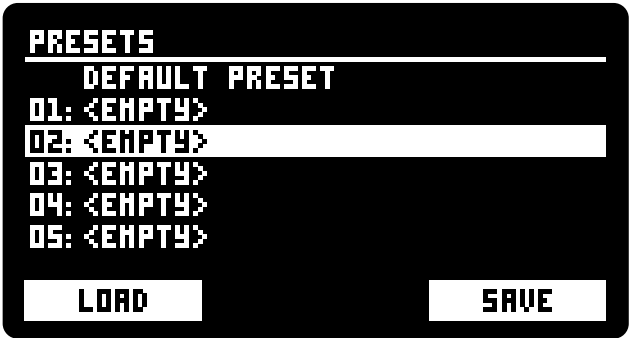 PRESETS
DEFAULT PRESET
01: <EMPTY>
02: <EMPTY>
03: <EMPTY>
04: <EMPTY>
05: <EMPTY>
LOAD SAVE